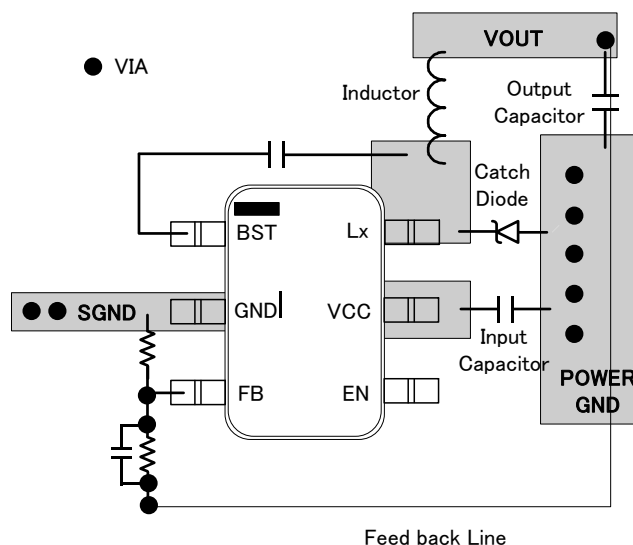 VOUT
VIA
Inductor
Output
Capacitor
Catch
Diode
BST
Lx
SGND
GND
VCC
Input
Capacitor
FB
EN
POWER
GND
Feed back Line